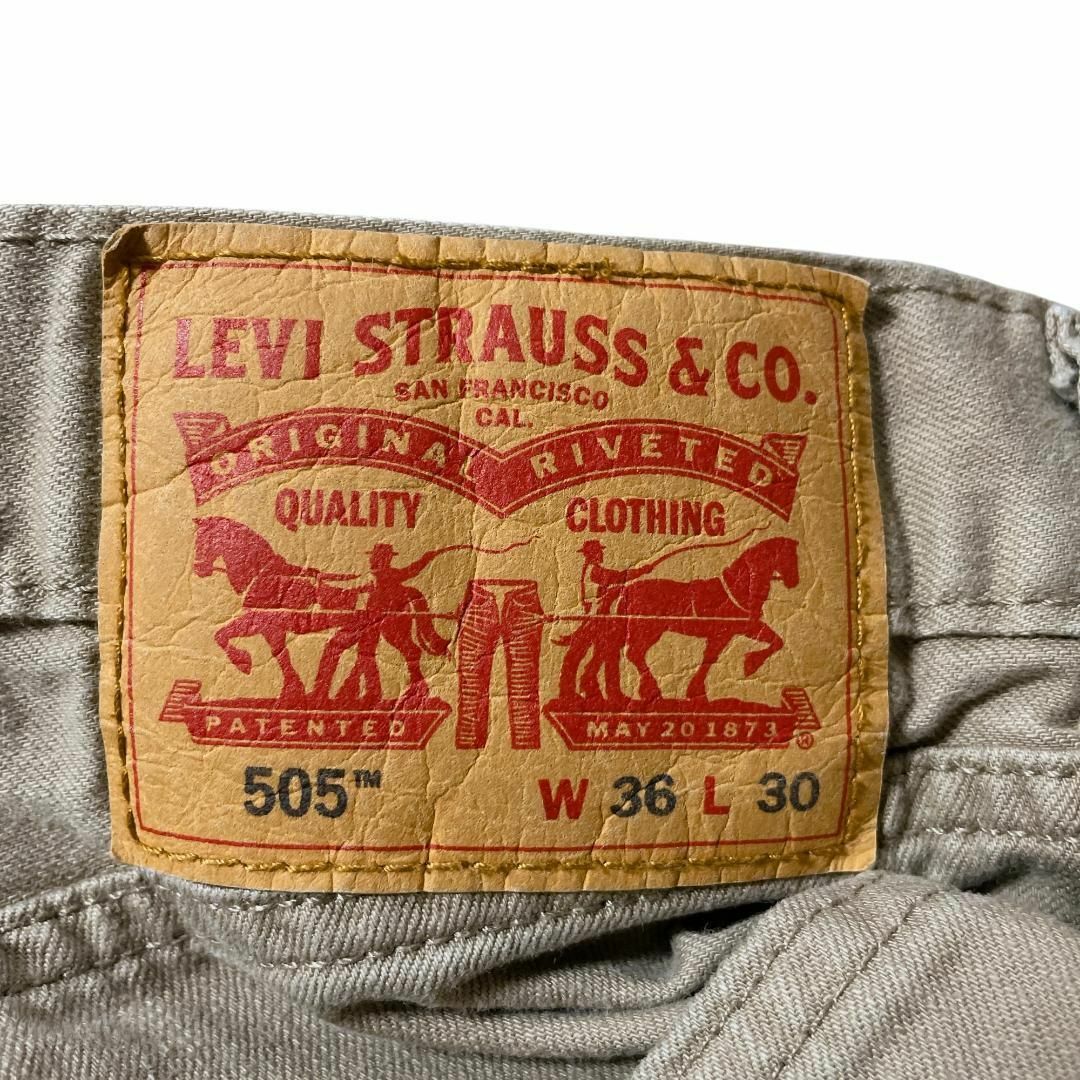 LEVI STRAUSS & CO.
SAN FRANCISCO
CAL.
ORIGINAL RIVETED
QUALITY CLOTHING
PATENTED MAY 20 1873 ®
505™ W 36 L 30